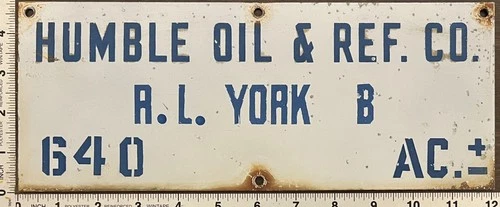 HUMBLE OIL & REF. CO.
R.L. YORK B
640 AC.±